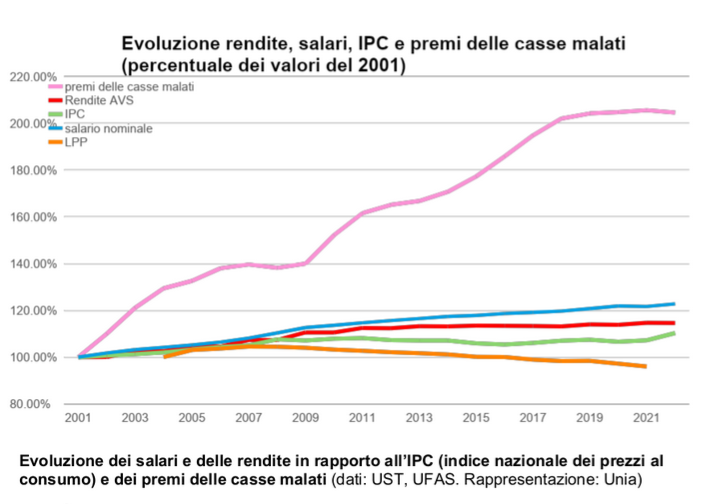 Evoluzione rendite, salari, IPC e premi delle casse malati
(percentuale dei valori del 2001)
220.00%
premi delle casse malati
Rendite AVS
IPC
200.00%
salario nominale
LPP
180.00%
160.00%
140.00%
120.00%
100.00%
80.00%
2001 2003 2005 2007 2009 2011 2013 2015 2017 2019 2021
Evoluzione dei salari e delle rendite in rapporto all'IPC (indice nazionale dei prezzi al
consumo) e dei premi delle casse malati (dati: UST, UFAS. Rappresentazione: Unia)